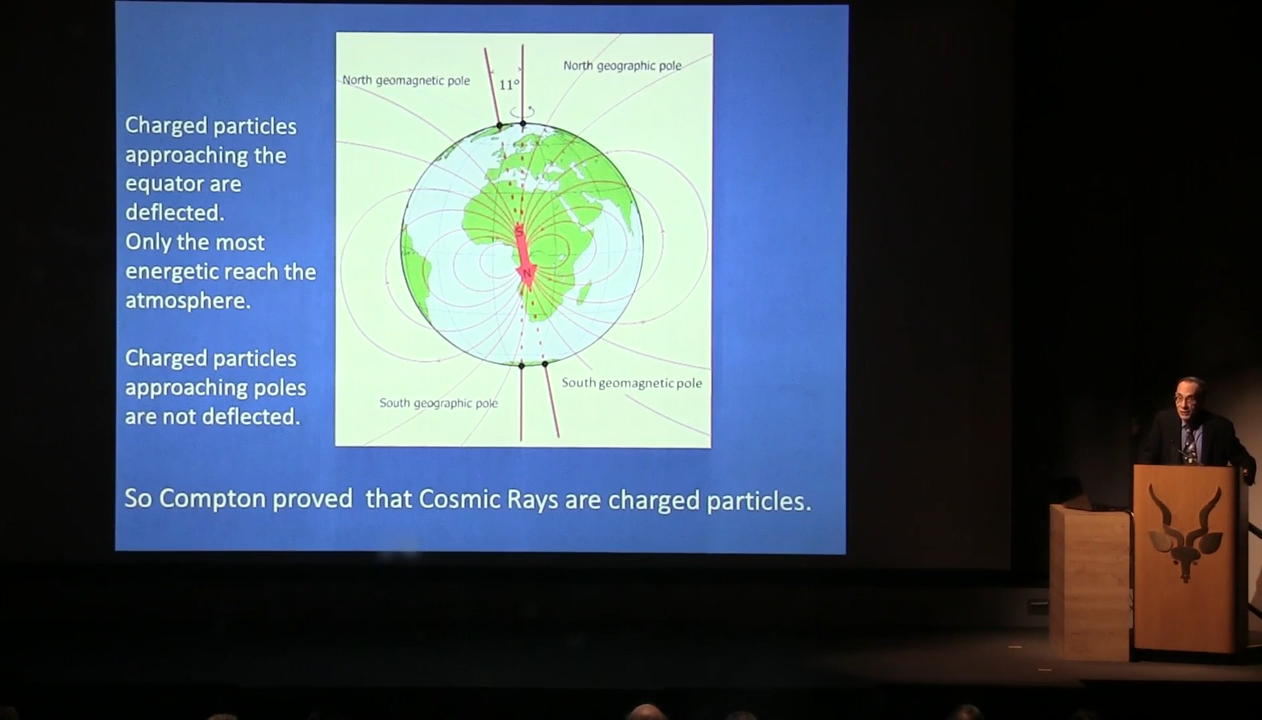 Charged particles
approaching the
equator are
deflected.
Only the most
energetic reach the
atmosphere.
Charged particles
approaching poles
are not deflected.
North geomagnetic pole
11°
North geographic pole
S
N
South geographic pole
South geomagnetic pole
So Compton proved that Cosmic Rays are charged particles.